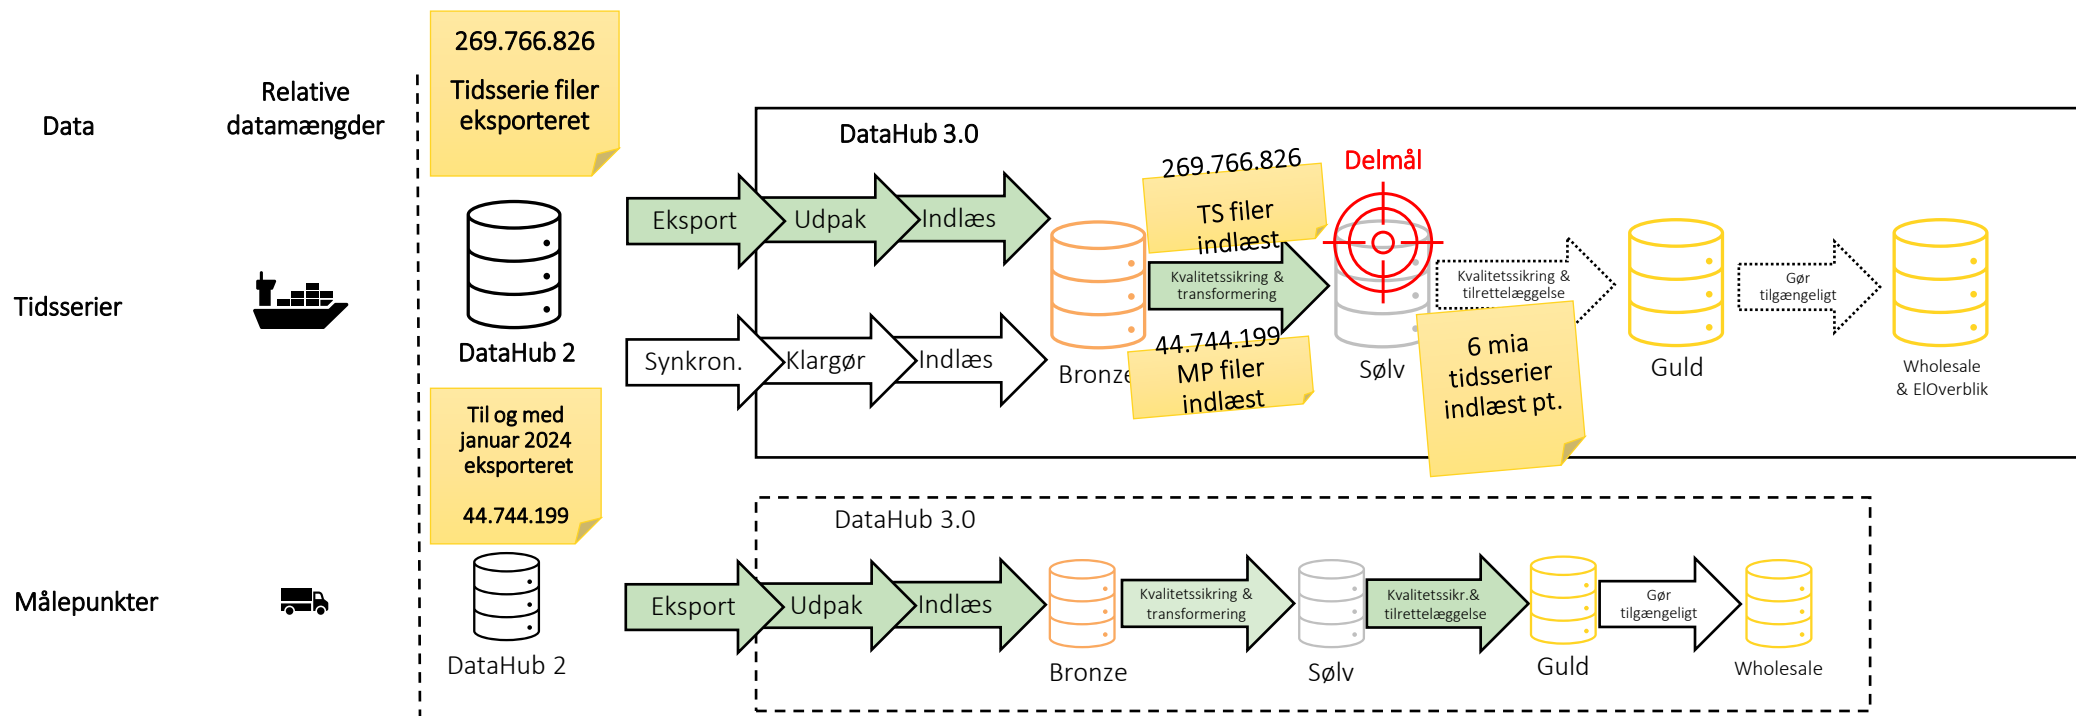 269.766.826
Tidsserie filer
eksporteret
Data
Relative
datamængder
DataHub 3.0
269.766.826
TS filer
indlæst
Delmål
Eksport
Udpak
Indlæs
Kvalitetssikring &
transformering
Kvalitetssikring &
tilrettelæggelse
Gør
tilgængeligt
Tidsserier
DataHub 2
Synkron.
Klargør
Indlæs
Bronze
44.744.199
MP filer
indlæst
Sølv
6 mia
tidsserier
indlæst pt.
Guld
Wholesale
& ElOverblik
Til og med
januar 2024
eksporteret
44.744.199
DataHub 3.0
Målepunkter
DataHub 2
Eksport
Udpak
Indlæs
Bronze
Kvalitetssikring &
transformering
Sølv
Kvalitetssikr.&
tilrettelæggelse
Guld
Gør
tilgængeligt
Wholesale